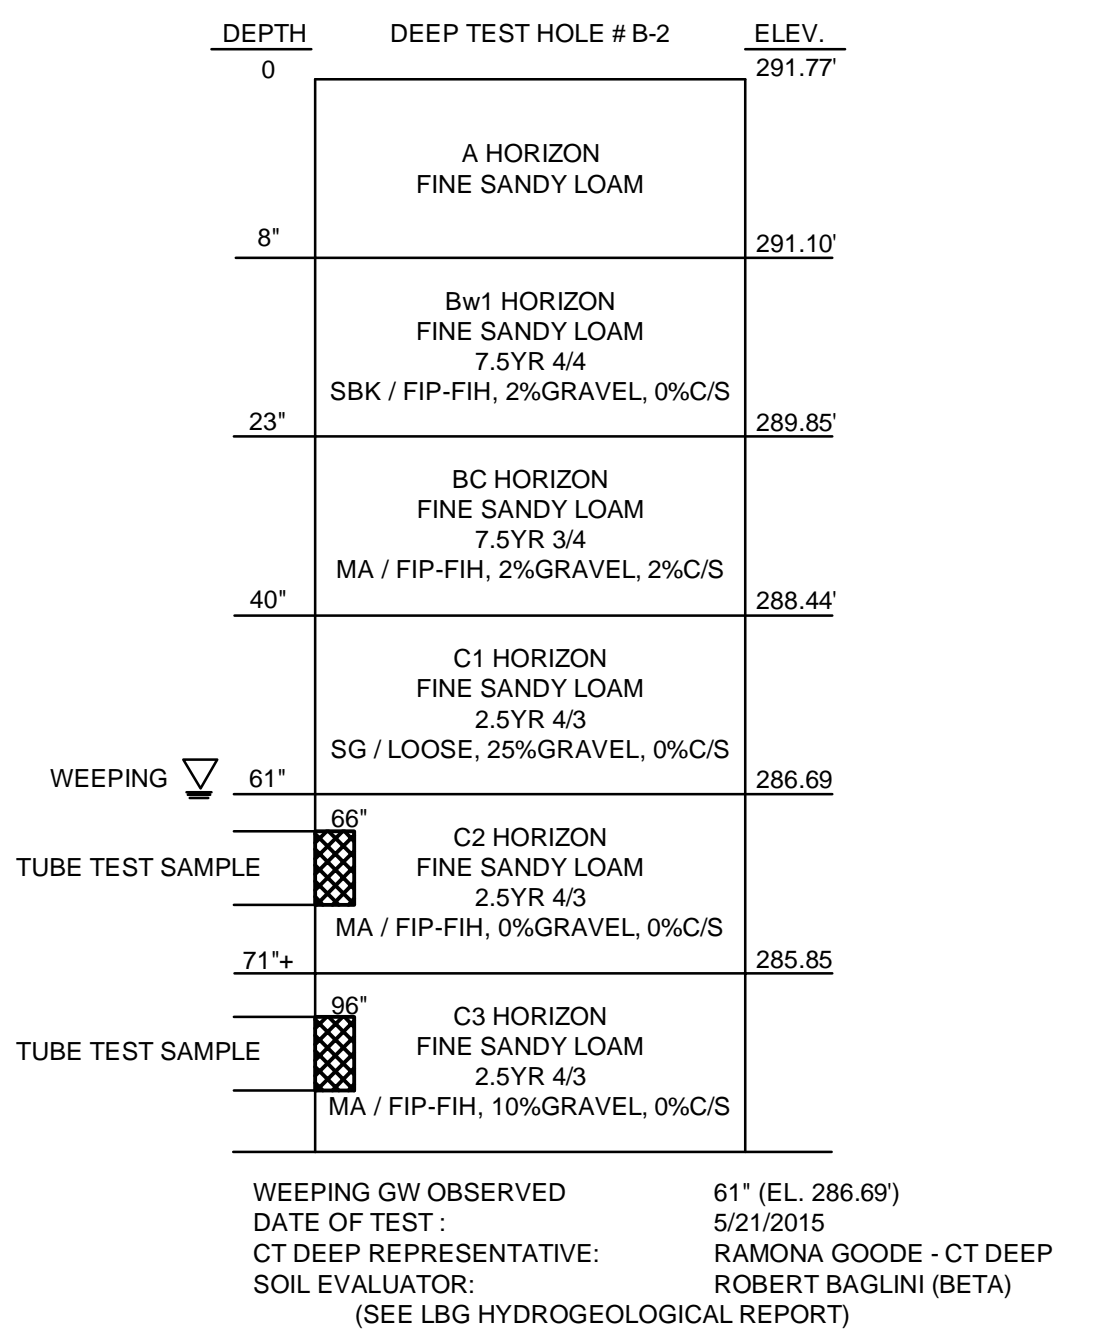 DEPTH DEEP TEST HOLE # B-2 ELEV.
0 291.77'
A HORIZON
FINE SANDY LOAM
8" 291.10'
Bw1 HORIZON
FINE SANDY LOAM
7.5YR 4/4
SBK / FIP-FIH, 2%GRAVEL, 0%C/S
23" 289.85'
BC HORIZON
FINE SANDY LOAM
7.5YR 3/4
MA / FIP-FIH, 2%GRAVEL, 2%C/S
40" 288.44'
C1 HORIZON
FINE SANDY LOAM
2.5YR 4/3
SG / LOOSE, 25%GRAVEL, 0%C/S
WEEPING 61" 286.69
66"
C2 HORIZON
TUBE TEST SAMPLE FINE SANDY LOAM
2.5YR 4/3
MA / FIP-FIH, 0%GRAVEL, 0%C/S
71"+ 285.85
96"
C3 HORIZON
TUBE TEST SAMPLE FINE SANDY LOAM
2.5YR 4/3
MA / FIP-FIH, 10%GRAVEL, 0%C/S
WEEPING GW OBSERVED 61" (EL. 286.69')
DATE OF TEST : 5/21/2015
CT DEEP REPRESENTATIVE: RAMONA GOODE - CT DEEP
SOIL EVALUATOR: ROBERT BAGLINI (BETA)
(SEE LBG HYDROGEOLOGICAL REPORT)